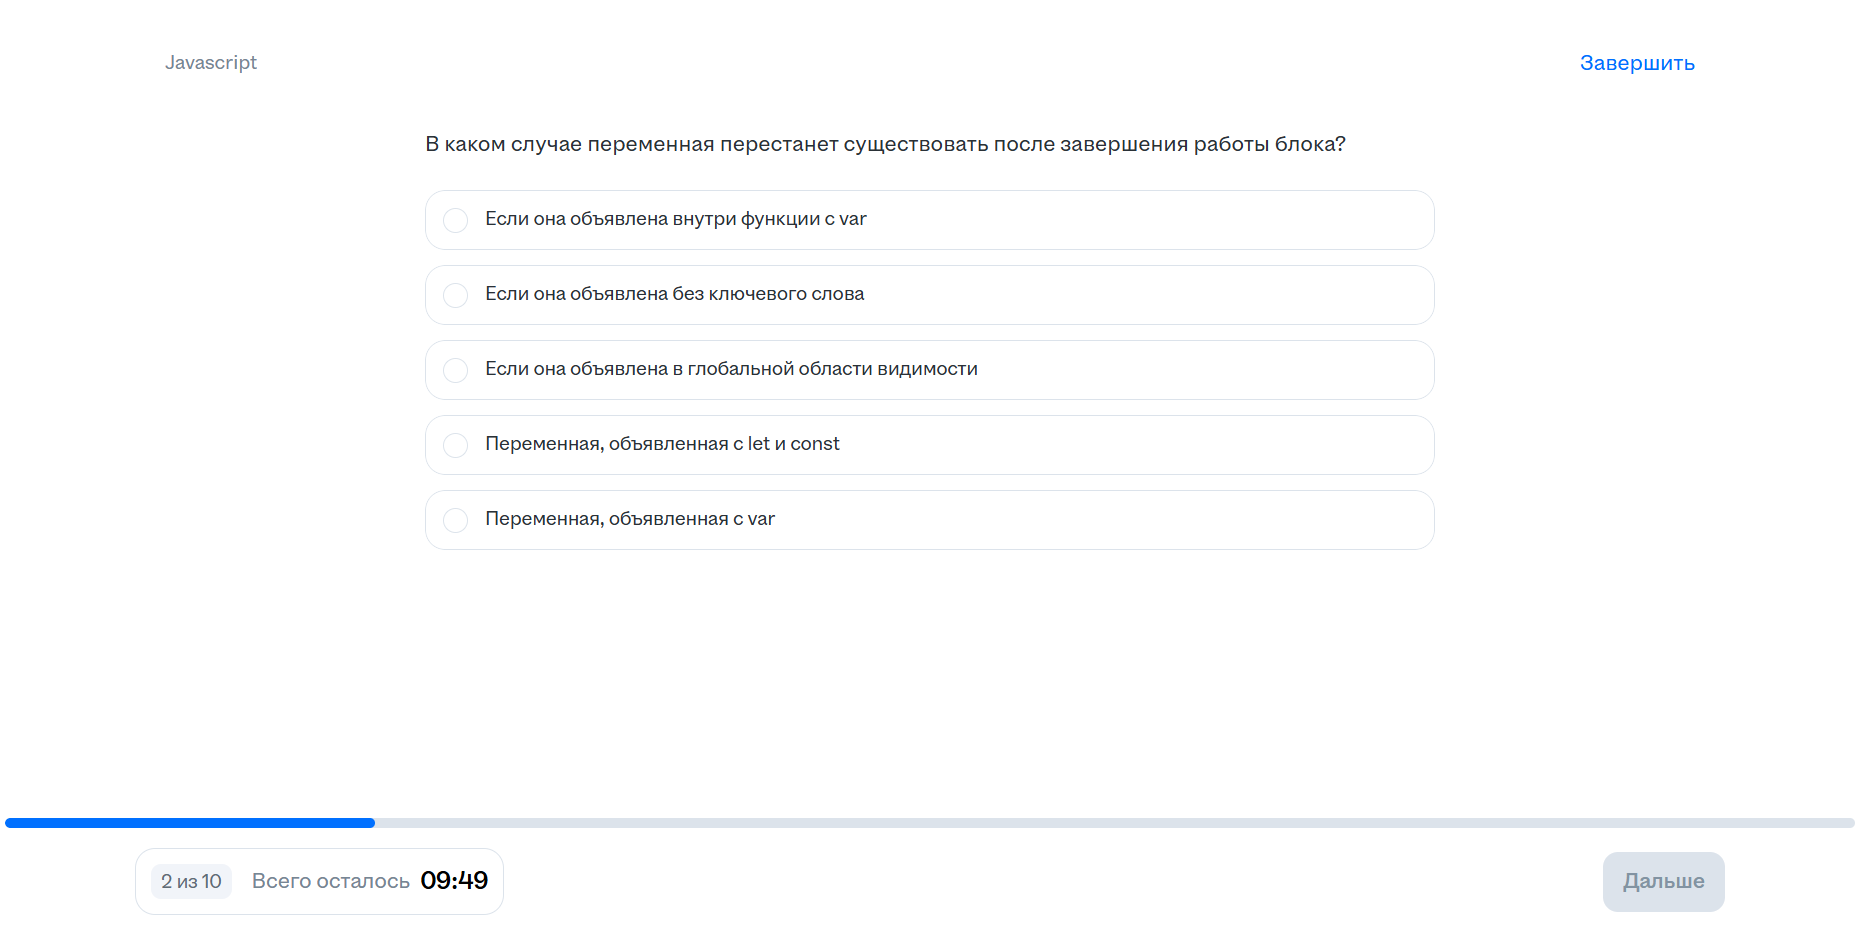 Javascript
Завершить
В каком случае переменная перестанет существовать после завершения работы блока?
Если она объявлена внутри функции с var
Если она объявлена без ключевого слова
Если она объявлена в глобальной области видимости
Переменная, объявленная с let и const
Переменная, объявленная с var
2 из 10
Всего осталось 09:49
Дальше